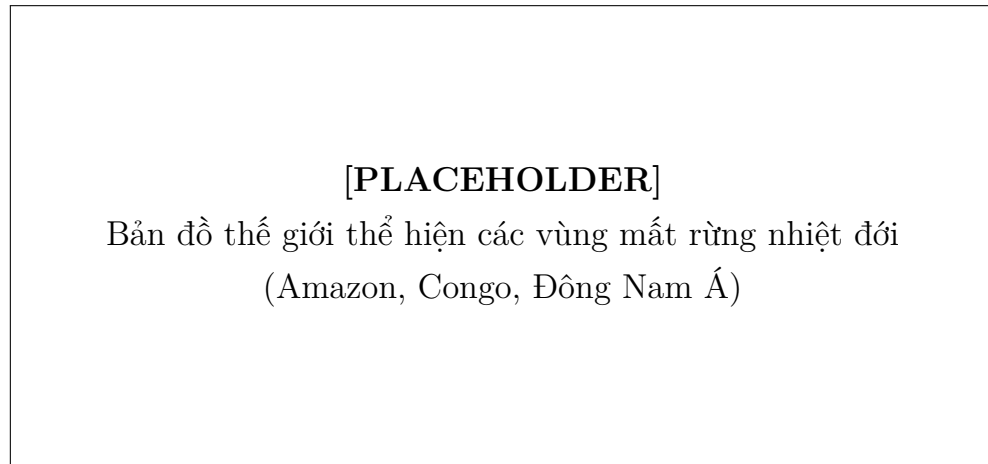 [PLACEHOLDER]
Bản đồ thế giới thể hiện các vùng mất rừng nhiệt đới
(Amazon, Congo, Đông Nam Á)